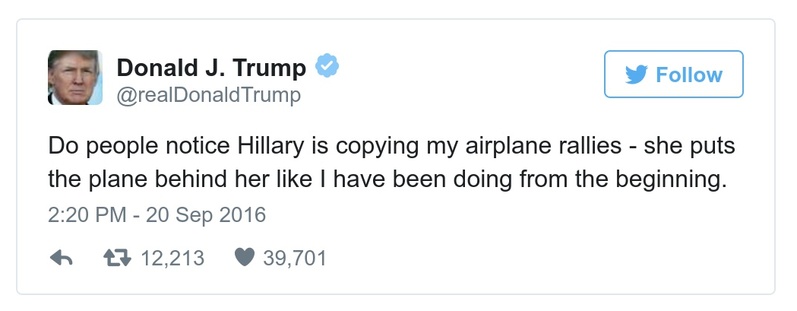 Donald J. Trump
@realDonaldTrump
Follow
Do people notice Hillary is copying my airplane rallies - she puts
the plane behind her like I have been doing from the beginning.
2:20 PM - 20 Sep 2016
12,213 39,701